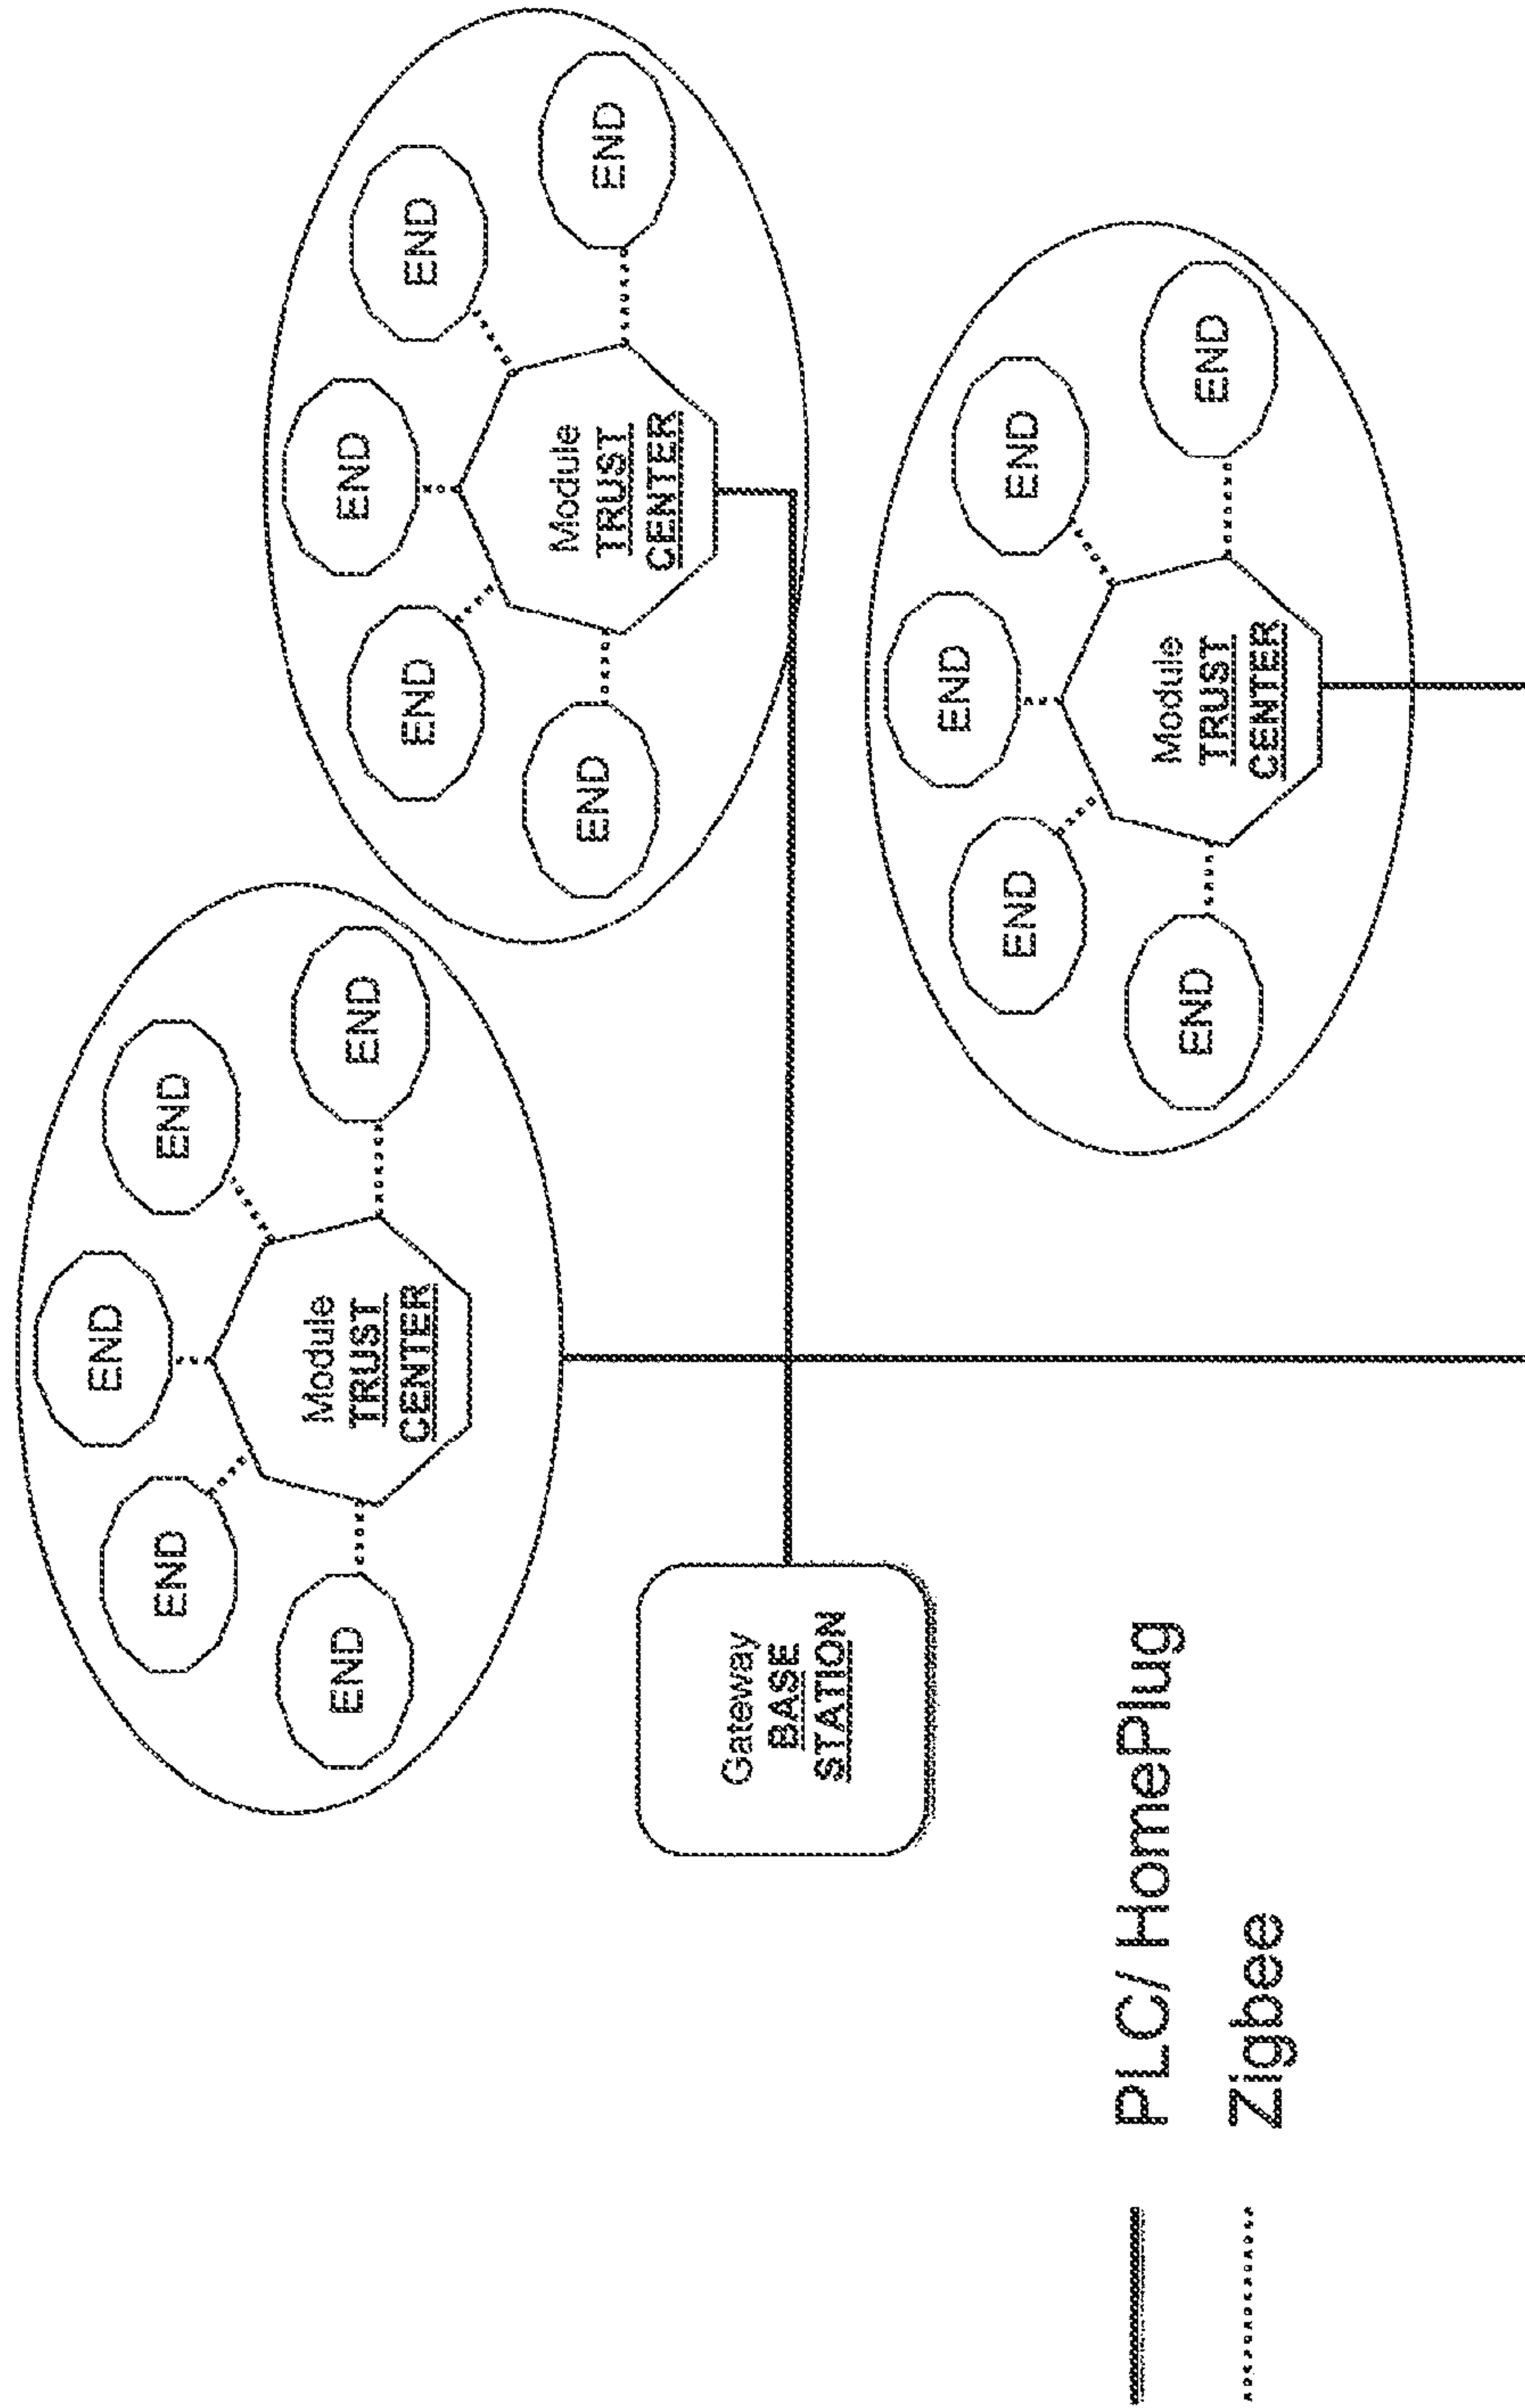 END
END
END
END
END
Module
TRUST
CENTER
END
END
END
END
END
Module
TRUST
CENTER
Gateway
BASE
STATION
END
END
END
END
END
Module
TRUST
CENTER
PLC/ HomePlug
Zigbee